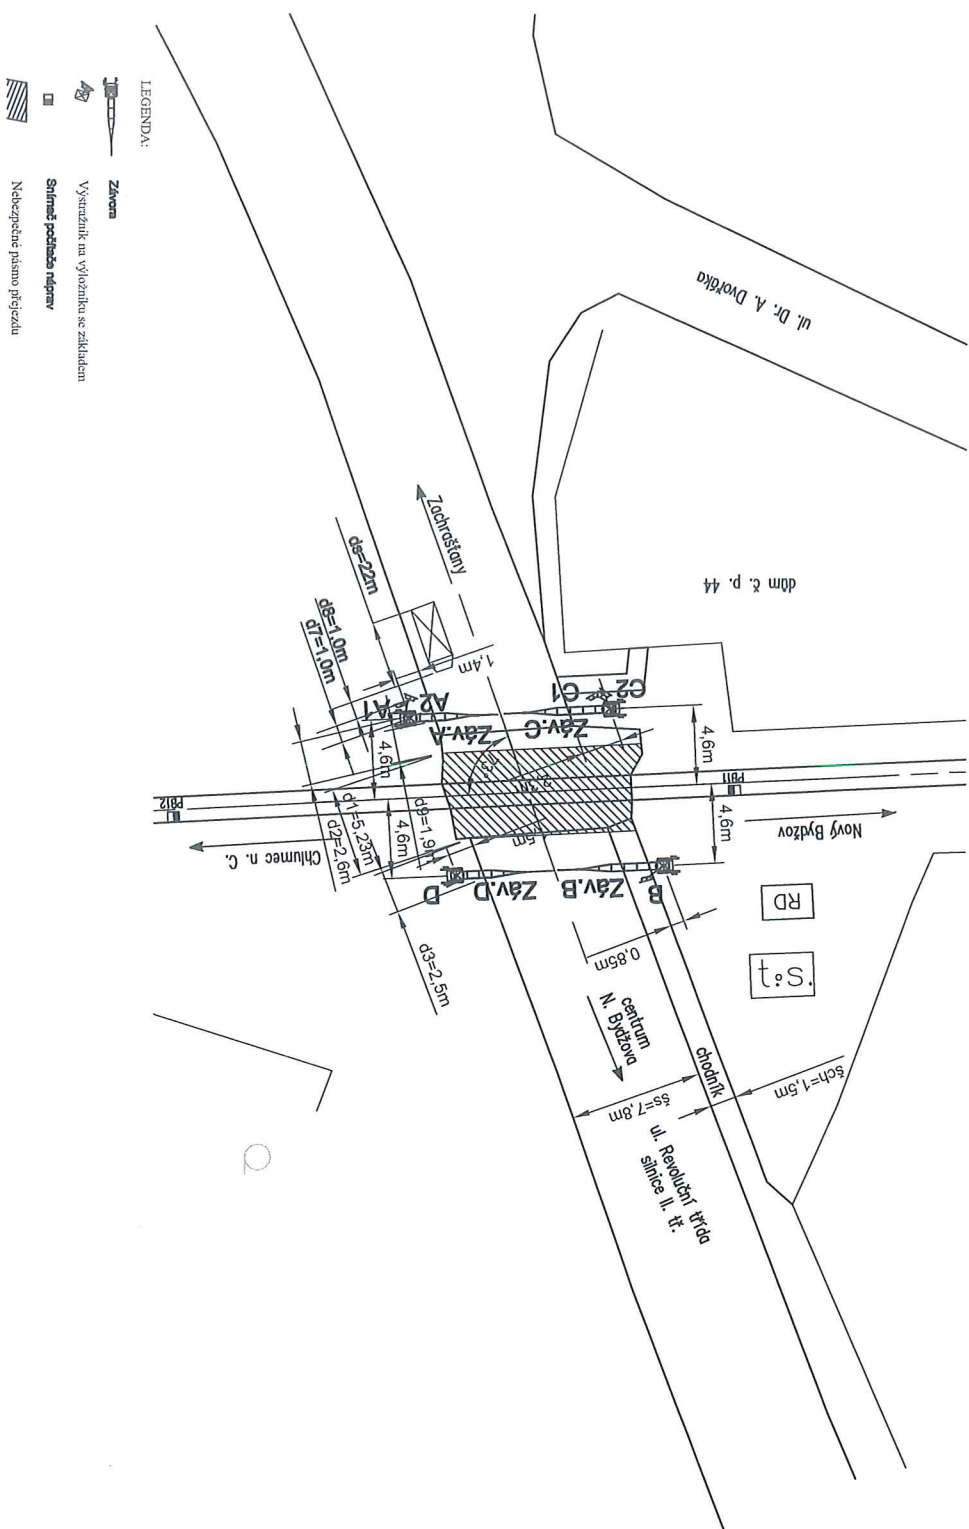 LEGENDA:
Závora
Výstražník na výložníku se základem
Snímač počítače náprav
Nebezpečné pásmo přejezdu
ul. Dr. A. Dvořáka
dům č. p. 44
Zachrašťany
ds=22m
d8=1.0m
d7=1.0m
1,4m
A1
A2
Záv.A
Záv.C
C1
C2
4,6m
4,6m
PB11
PB12
Nový Bydžov
Chlumec n. C.
4,6m
4,6m
d1=5,23m
d2=2,6m
d9=1,9m
d3=2,5m
D
Záv.D
Záv.B
B
0,85m
RD
centrum
N. Bydžova
chodník
šs=7,8m
šch=1,5m
ul. Revoluční třída
silnice II. tř.